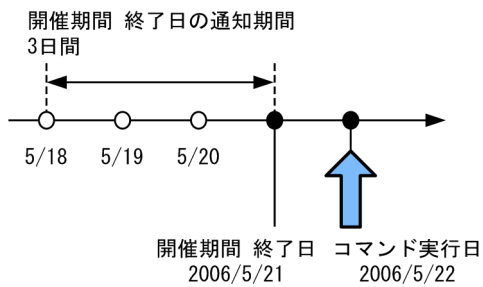 開催期間 終了日の通知期間
3日間
5/18 5/19 5/20
開催期間 終了日 コマンド実行日
2006/5/21 2006/5/22